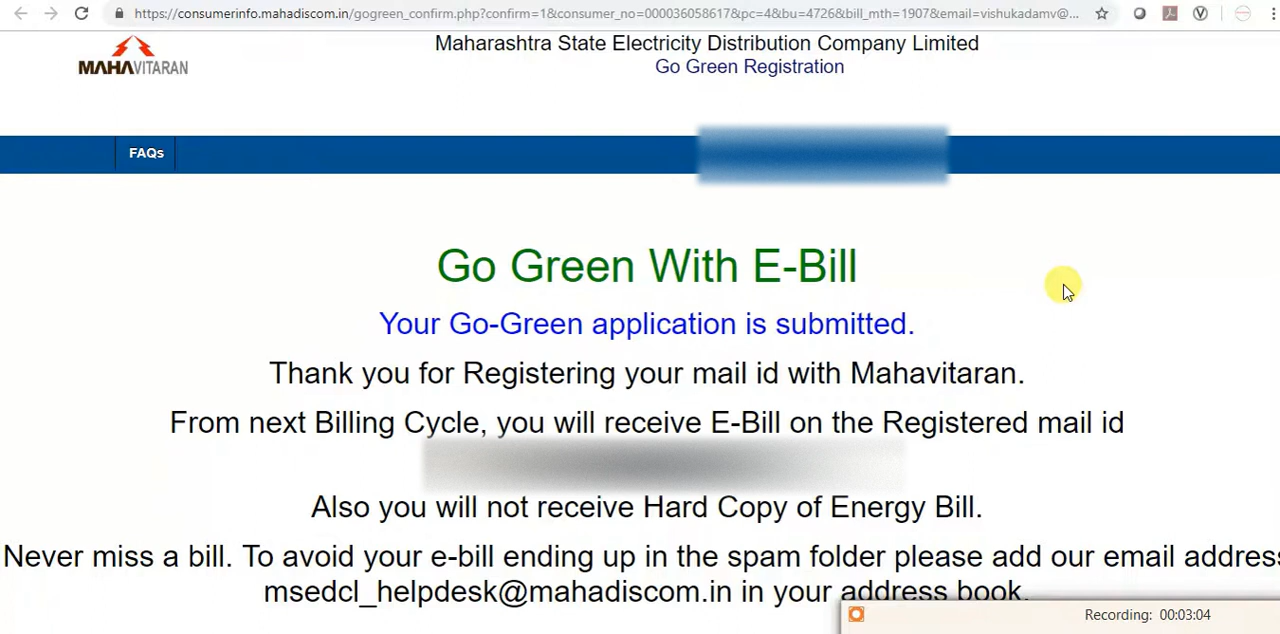 https://consumerinfo.mahadiscom.in/gogreen_confirm.php?confirm=1&consumer_no=000036058617&pc=4&bu=4726&bill_mth=1907&email=vishukadamv@...
Maharashtra State Electricity Distribution Company Limited
MAHAVITARAN
Go Green Registration
FAQs
Go Green With E-Bill
Your Go-Green application is submitted.
Thank you for Registering your mail id with Mahavitaran.
From next Billing Cycle, you will receive E-Bill on the Registered mail id
Also you will not receive Hard Copy of Energy Bill.
Never miss a bill. To avoid your e-bill ending up in the spam folder please add our email address
msedcl_helpdesk@mahadiscom.in in your address book.
Recording: 00:03:04